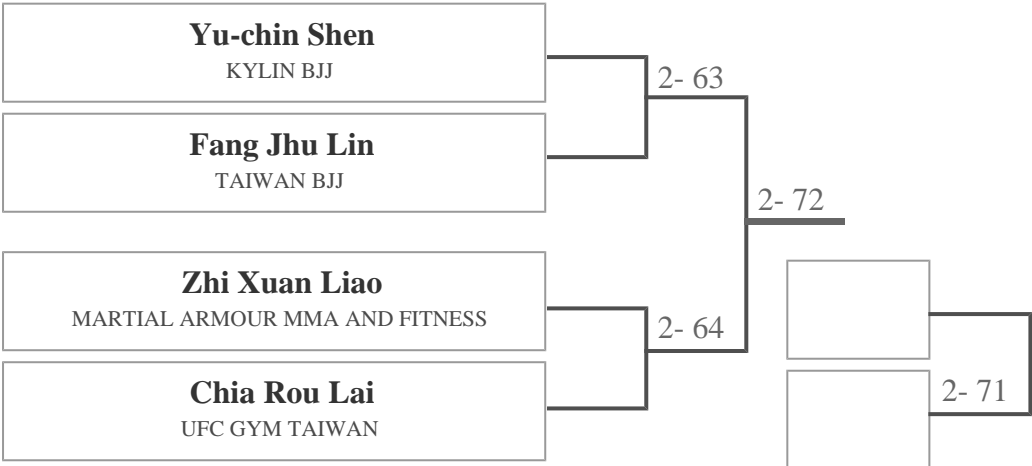 Yu-chin Shen
KYLIN BJJ
2- 63
Fang Jhu Lin
TAIWAN BJJ
2- 72
Zhi Xuan Liao
MARTIAL ARMOUR MMA AND FITNESS
2- 64
Chia Rou Lai
UFC GYM TAIWAN
2- 71